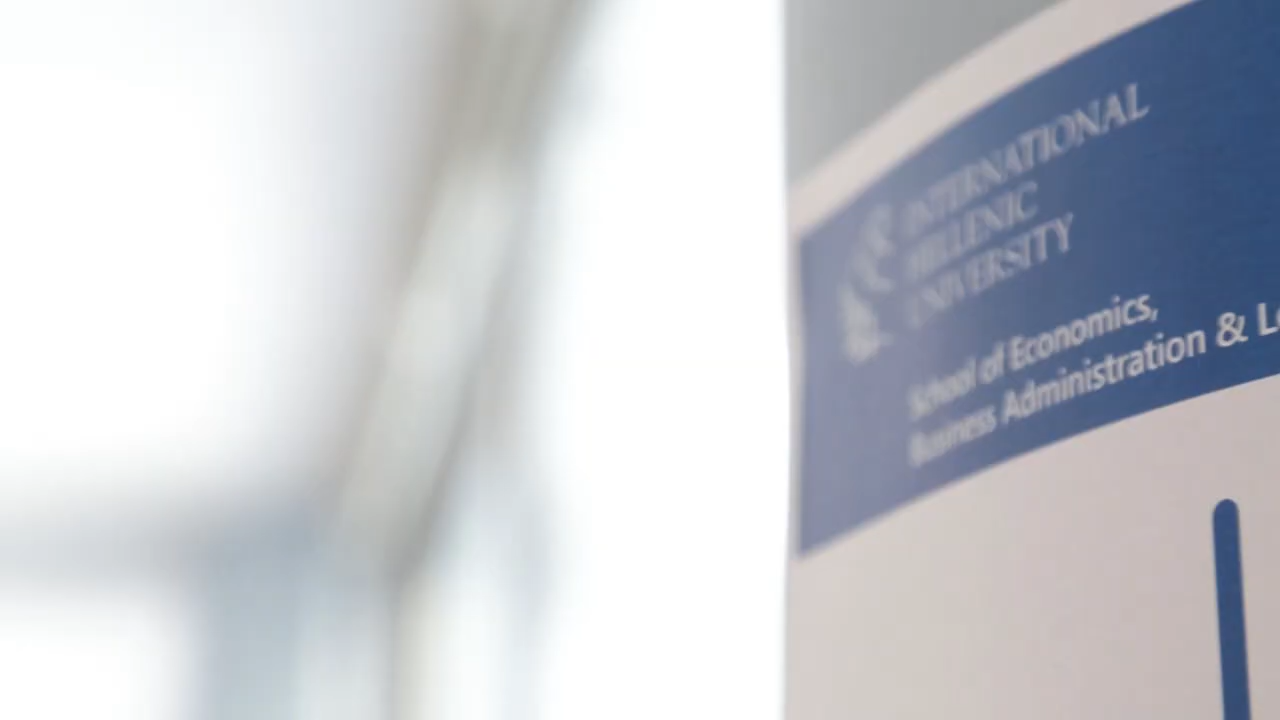 INTERNATIONAL
HELLENIC
UNIVERSITY
School of Economics,
Business Administration &